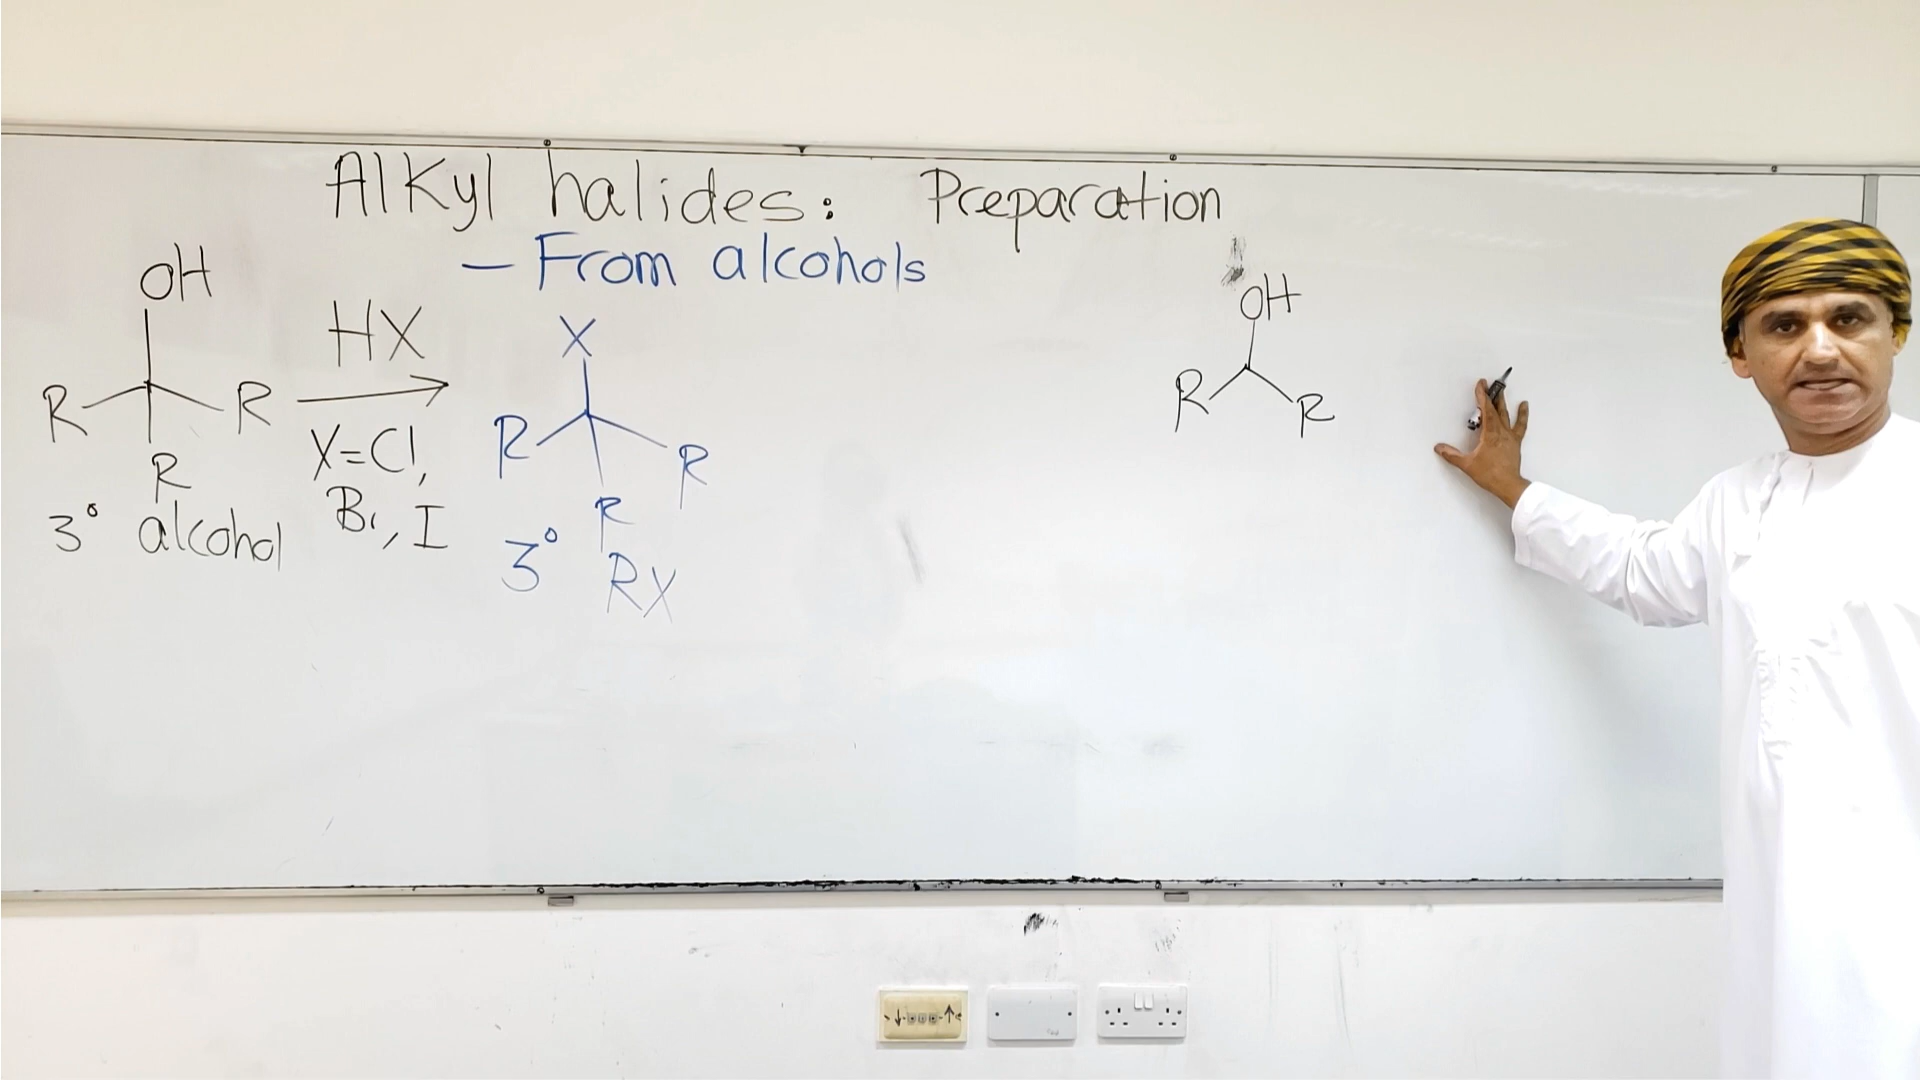 Alkyl halides: Preparation
- From alcohols
OH
R R
R
3° alcohol
HX
X=Cl,
Br, I
X
R R
R
3° RX
OH
R R